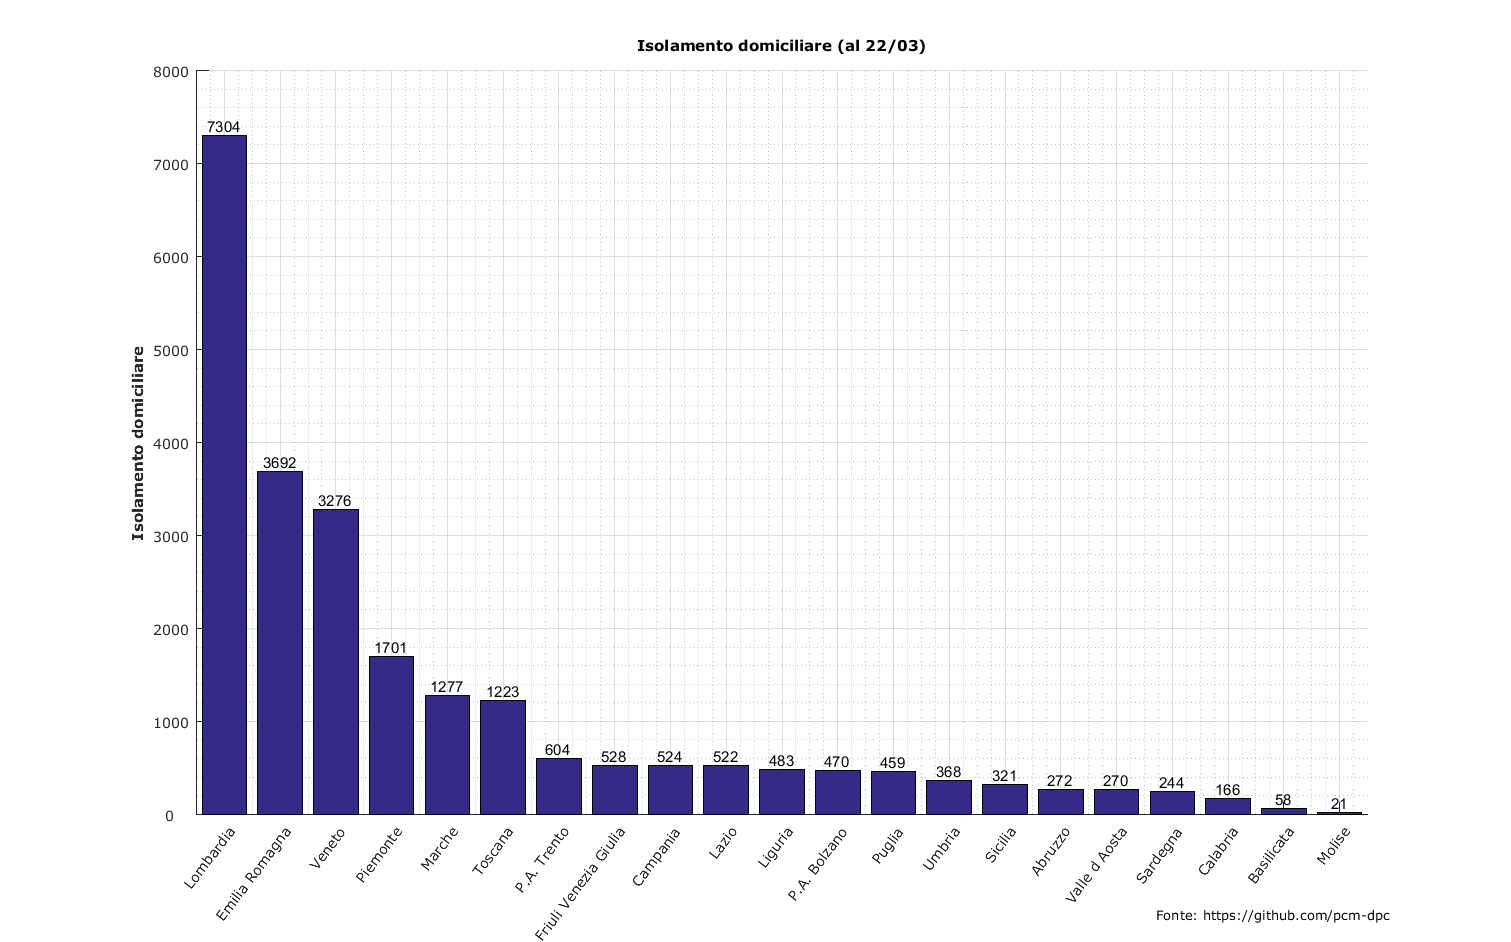 Isolamento domiciliare (al 22/03)
Isolamento domiciliare
8000
7000
6000
5000
4000
3000
2000
1000
0
7304
3692
3276
1701
1277
1223
604
528
524
522
483
470
459
368
321
272
270
244
166
58
21
Lombardia
Emilia Romagna
Veneto
Piemonte
Marche
Toscana
P.A. Trento
Friuli Venezia Giulia
Campania
Lazio
Liguria
P.A. Bolzano
Puglia
Umbria
Sicilia
Abruzzo
Valle d Aosta
Sardegna
Calabria
Basilicata
Molise
Fonte: https://github.com/pcm-dpc